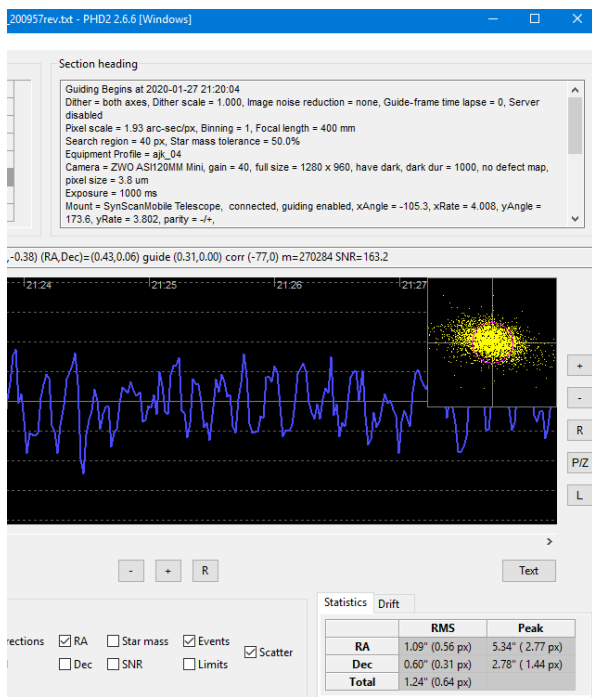 _200957rev.txt - PHD2 2.6.6 [Windows]
Section heading
Guiding Begins at 2020-01-27 21:20:04
Dither = both axes, Dither scale = 1.000, Image noise reduction = none, Guide-frame time lapse = 0, Server
disabled
Pixel scale = 1.93 arc-sec/px, Binning = 1, Focal length = 400 mm
Search region = 40 px, Star mass tolerance = 50.0%
Equipment Profile = ajk_04
Camera = ZWO ASI120MM Mini, gain = 40, full size = 1280 x 960, have dark, dark dur = 1000, no defect map,
pixel size = 3.8 um
Exposure = 1000 ms
Mount = SynScanMobile Telescope,  connected, guiding enabled, xAngle = -105.3, xRate = 4.008, yAngle =
173.6, yRate = 3.802, parity = -/+,
,-0.38) (RA,Dec)=(0.43,0.06) guide (0.31,0.00) corr (-77,0) m=270284 SNR=163.2
21:24 21:25 21:26 21:27
+
-
R
P/Z
L
- + R Text
Statistics Drift
rections RA Star mass Events Scatter
Dec SNR Limits
RMS Peak
RA 1.09" (0.56 px) 5.34" ( 2.77 px)
Dec 0.60" (0.31 px) 2.78" ( 1.44 px)
Total 1.24" (0.64 px)